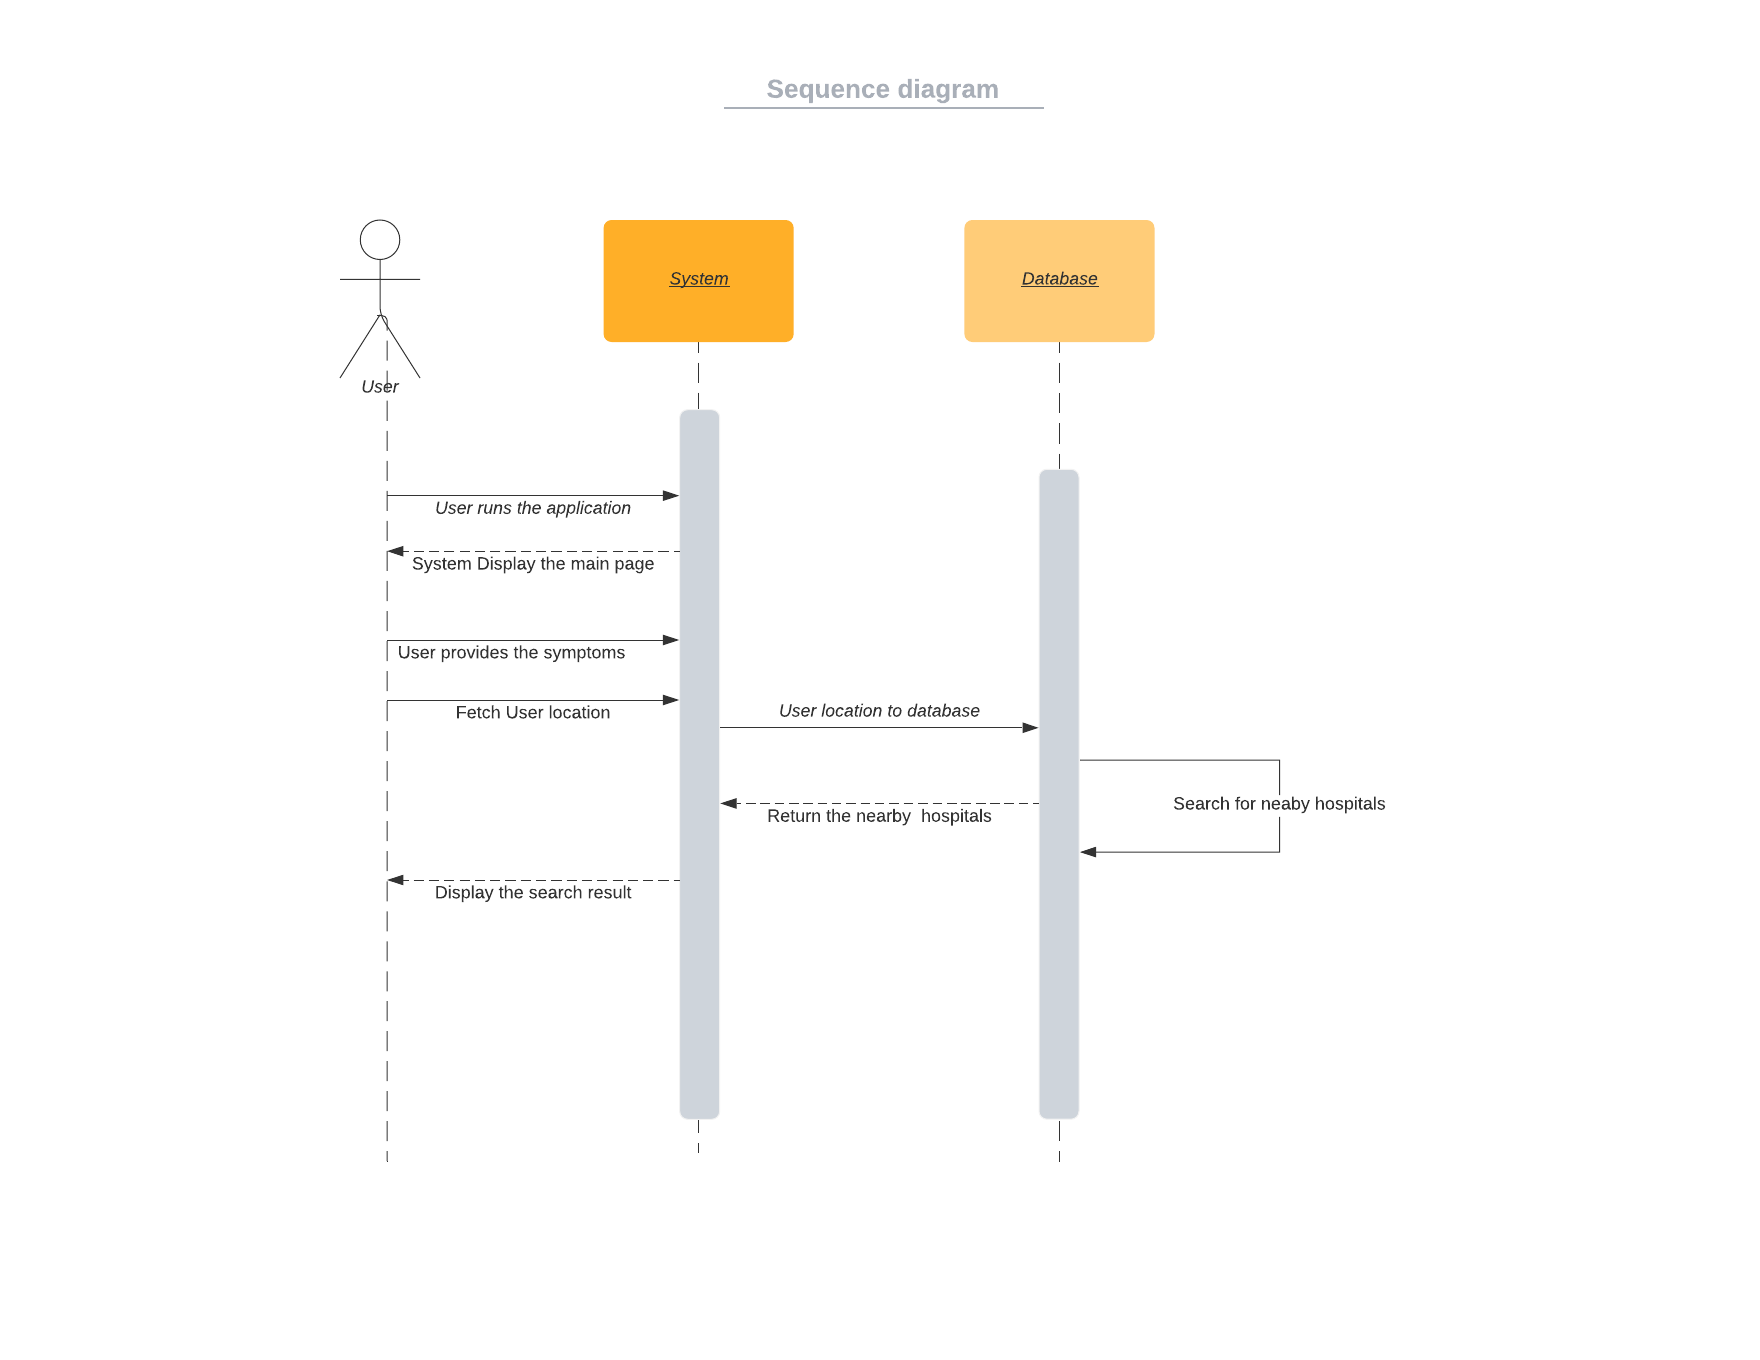 Sequence diagram
System
Database
User
User runs the application
System Display the main page
User provides the symptoms
Fetch User location
User location to database
Search for neaby hospitals
Return the nearby  hospitals
Display the search result